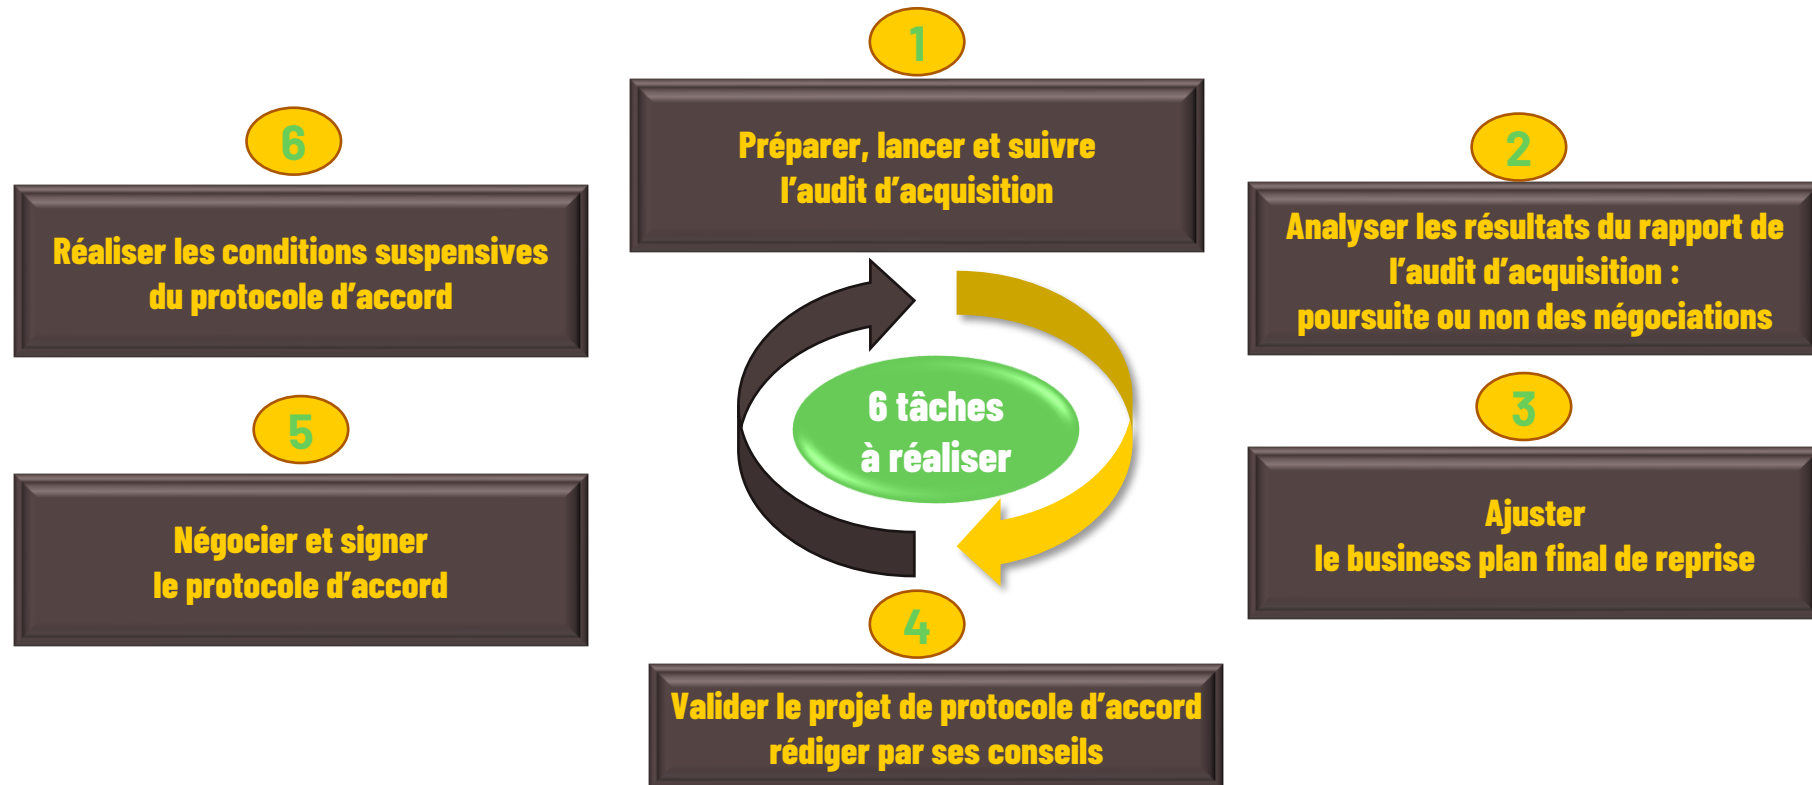 1
Préparer, lancer et suivre
l’audit d’acquisition
2
Analyser les résultats du rapport de
l’audit d’acquisition :
poursuite ou non des négociations
3
Ajuster
le business plan final de reprise
4
Valider le projet de protocole d’accord
rédiger par ses conseils
5
Négocier et signer
le protocole d’accord
6
Réaliser les conditions suspensives
du protocole d’accord
6 tâches
à réaliser